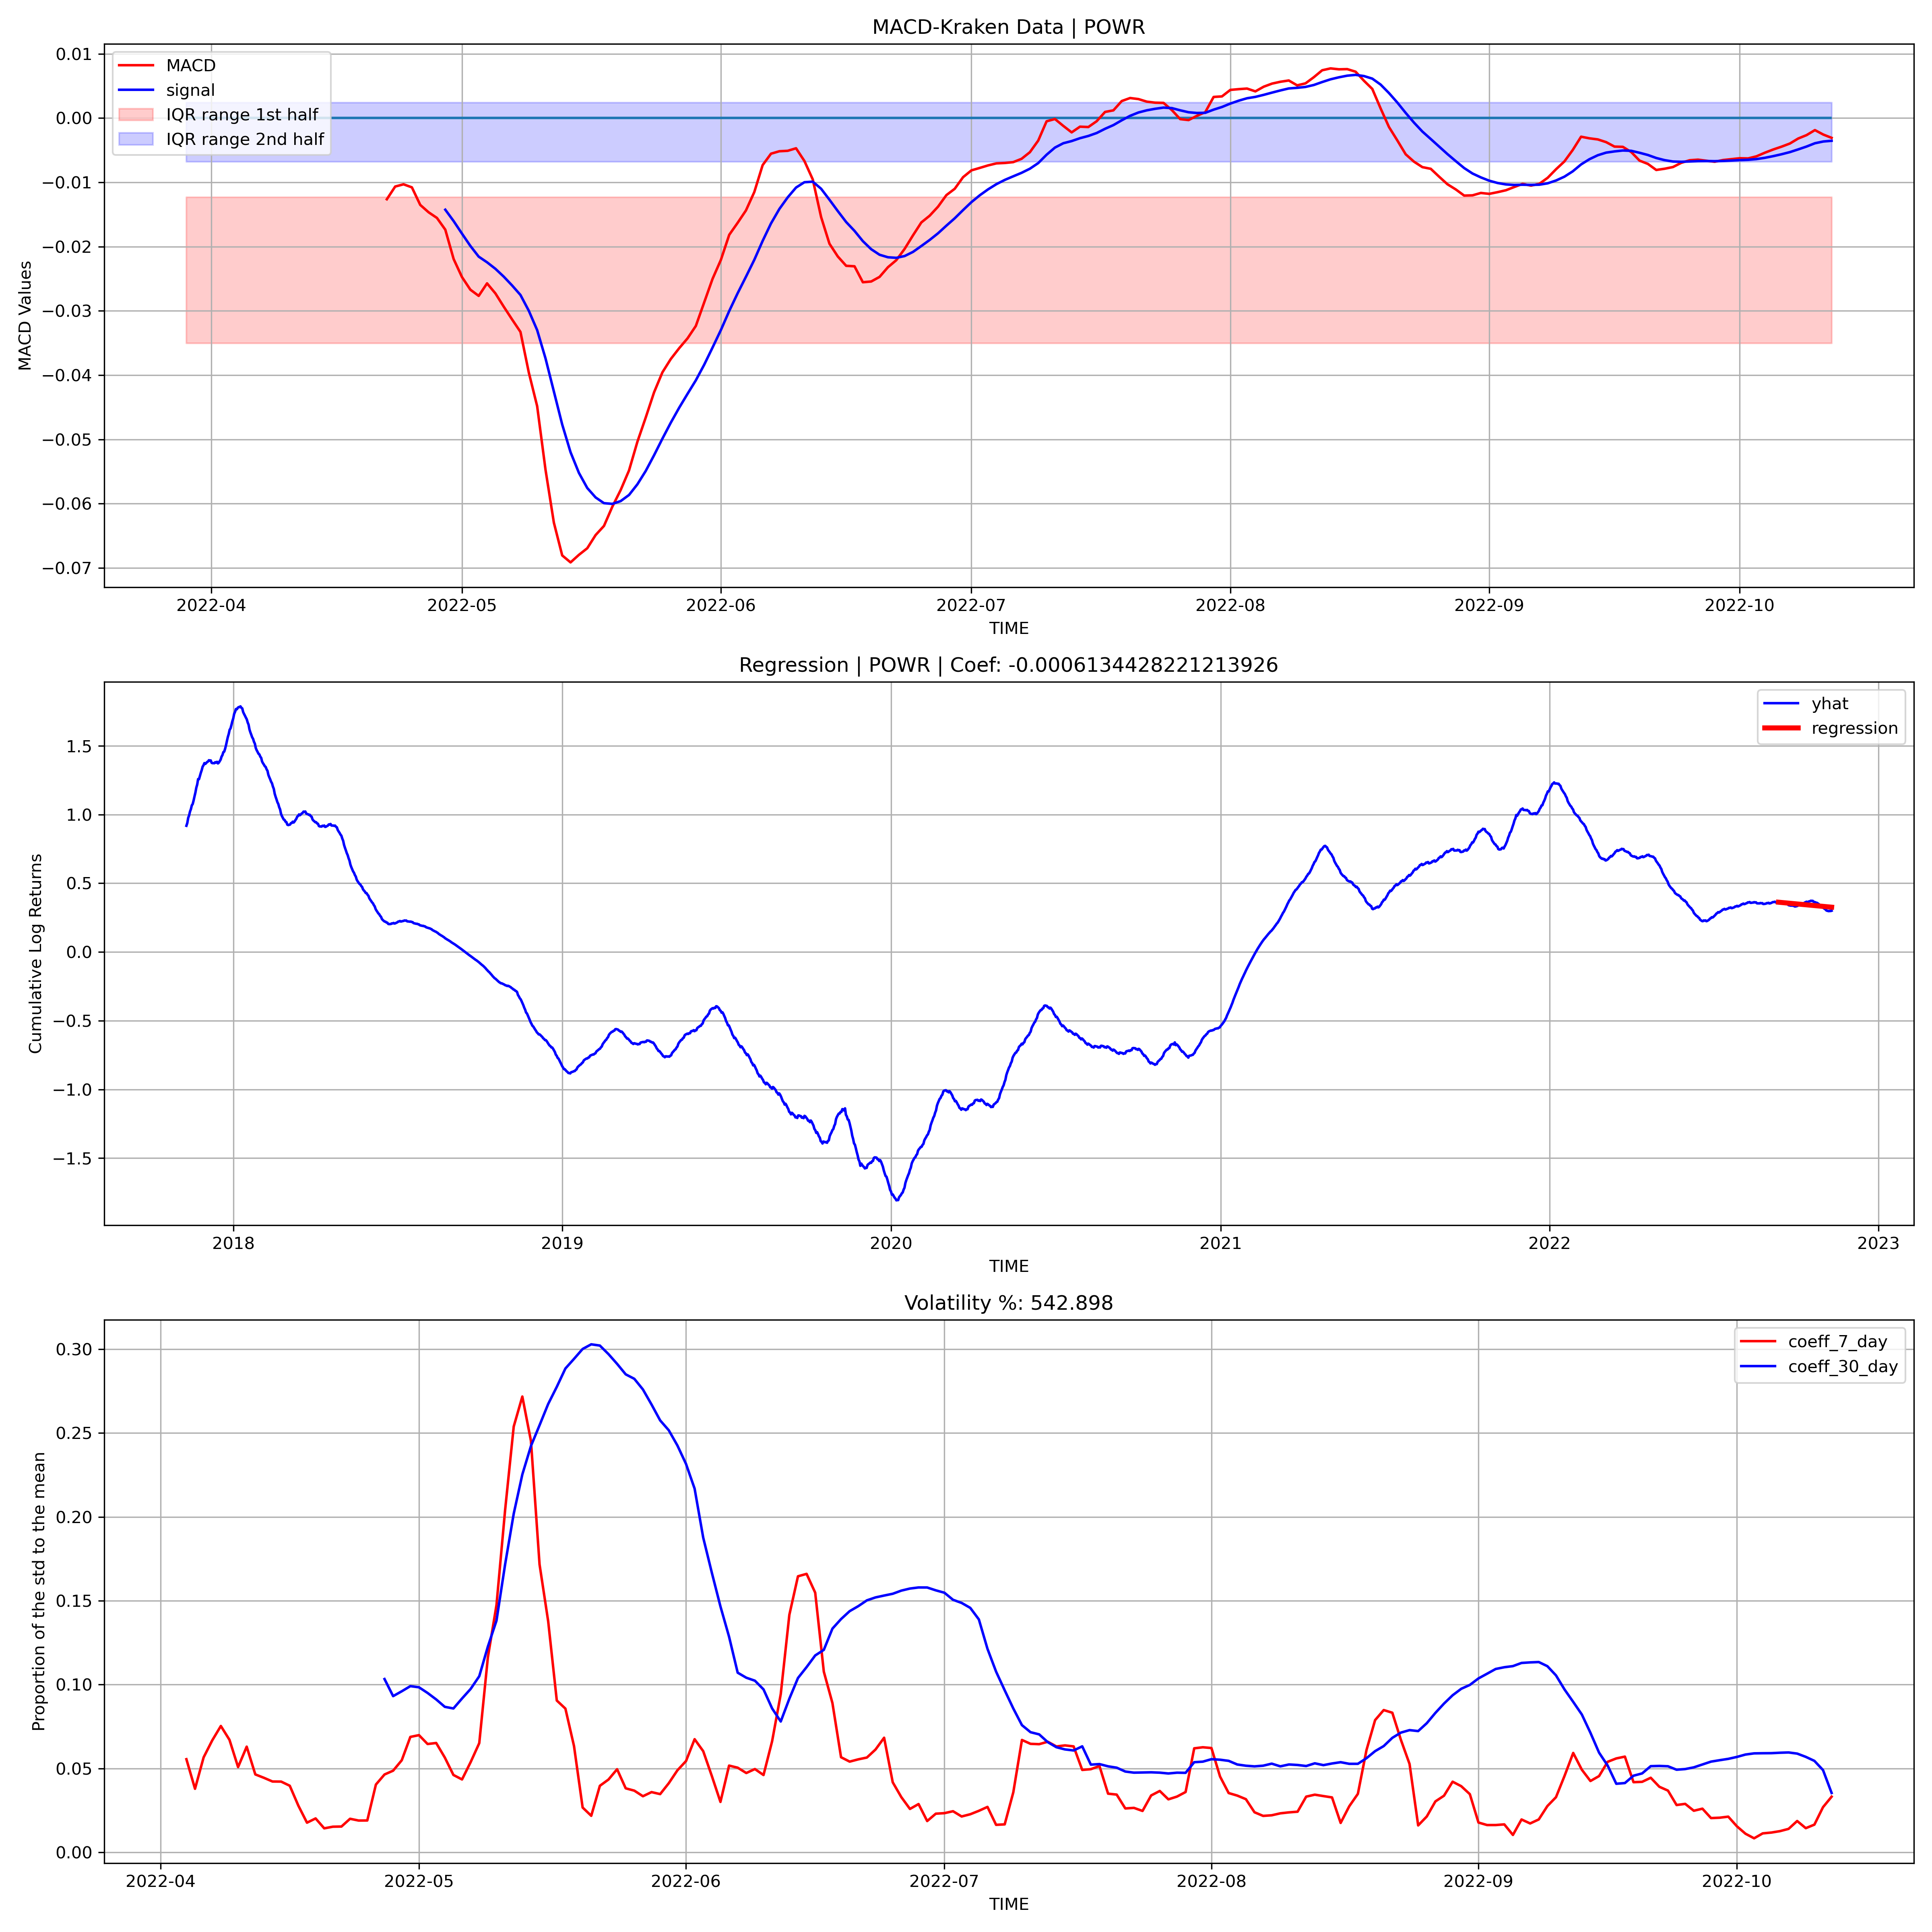 MACD-Kraken Data | POWR
MACD
signal
IQR range 1st half
IQR range 2nd half
MACD Values
0.01
0.00
−0.01
−0.02
−0.03
−0.04
−0.05
−0.06
−0.07
2022-04 2022-05 2022-06 2022-07 2022-08 2022-09 2022-10
TIME
Regression | POWR | Coef: -0.0006134428221213926
yhat
regression
Cumulative Log Returns
1.5
1.0
0.5
0.0
−0.5
−1.0
−1.5
2018 2019 2020 2021 2022 2023
TIME
Volatility %: 542.898
coeff_7_day
coeff_30_day
Proportion of the std to the mean
0.30
0.25
0.20
0.15
0.10
0.05
0.00
2022-04 2022-05 2022-06 2022-07 2022-08 2022-09 2022-10
TIME